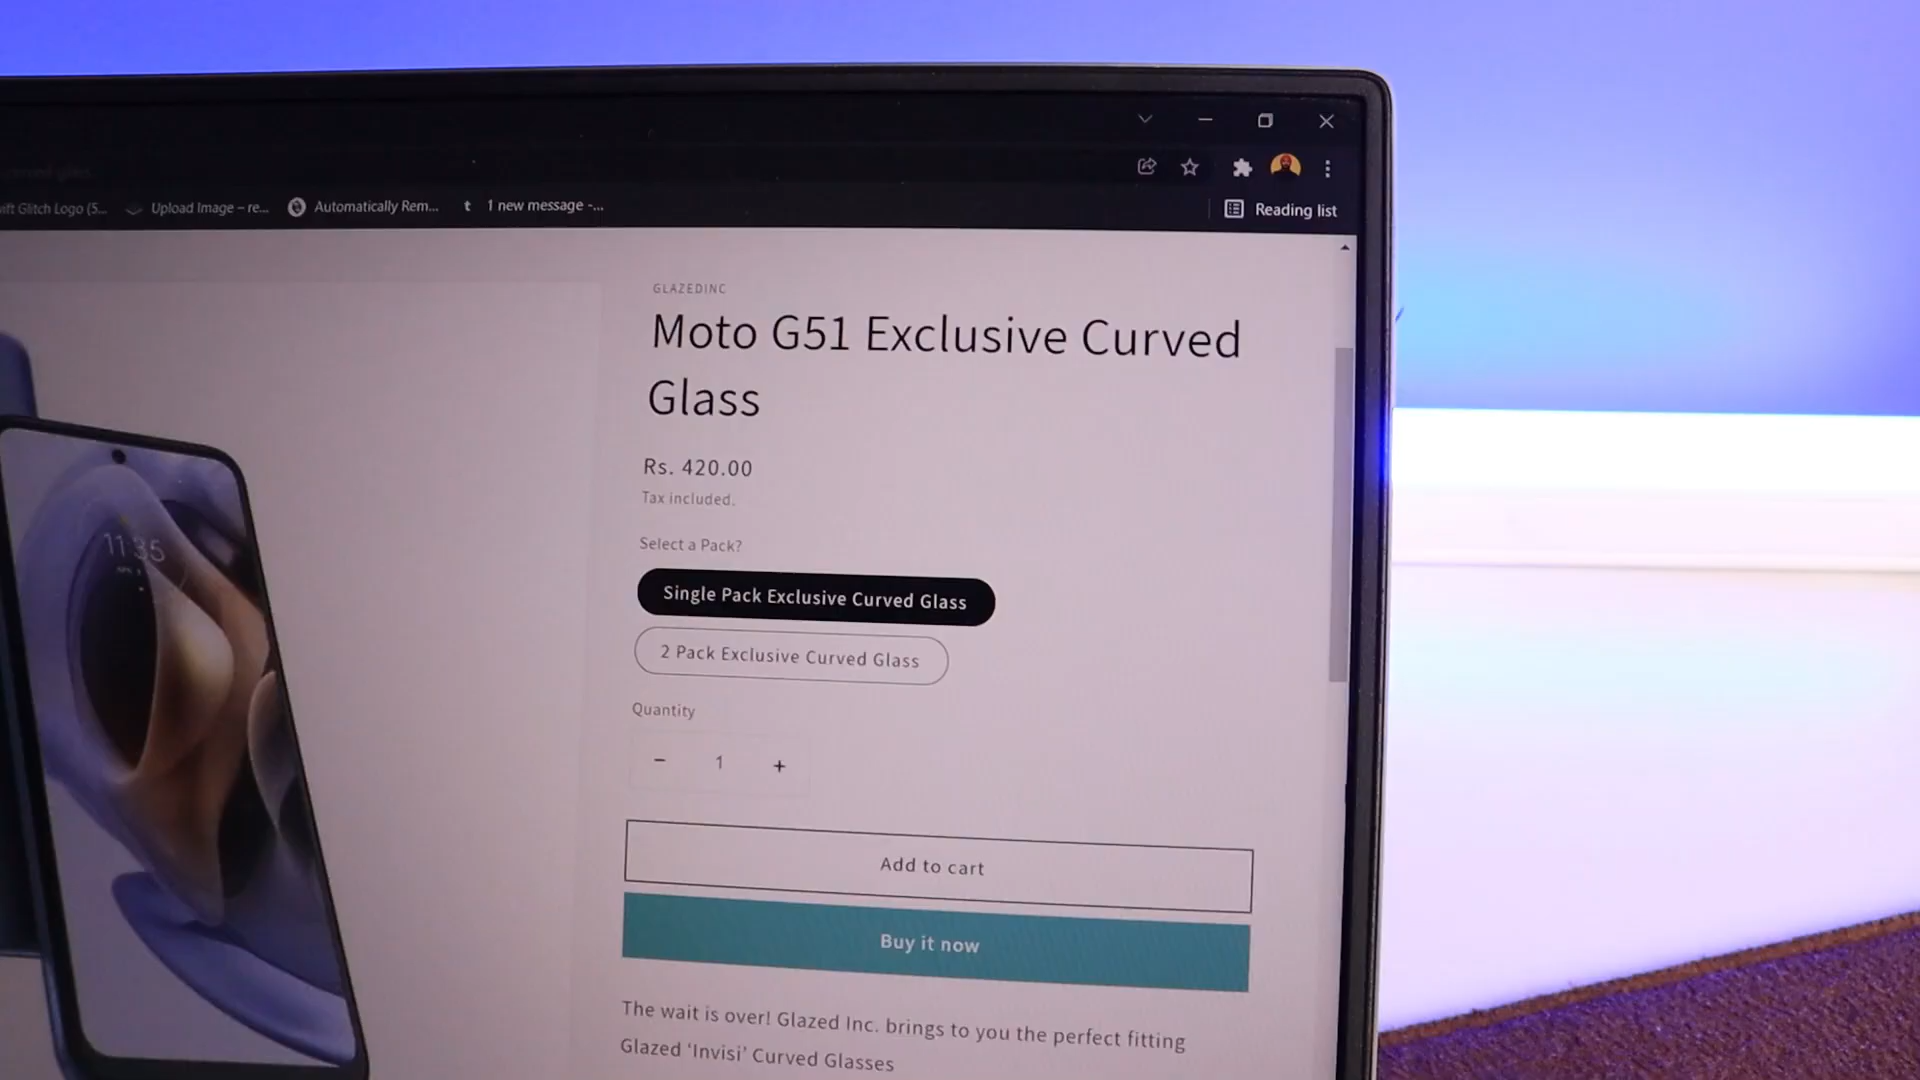 ift Glitch Logo (5...
Upload Image – re...
Automatically Rem...
t
1 new message -...
Reading list
GLAZEDINC
Moto G51 Exclusive Curved
Glass
Rs. 420.00
Tax included.
Select a Pack?
Single Pack Exclusive Curved Glass
2 Pack Exclusive Curved Glass
Quantity
− 1 +
Add to cart
Buy it now
The wait is over! Glazed Inc. brings to you the perfect fitting
Glazed ‘Invisi’ Curved Glasses
11:35